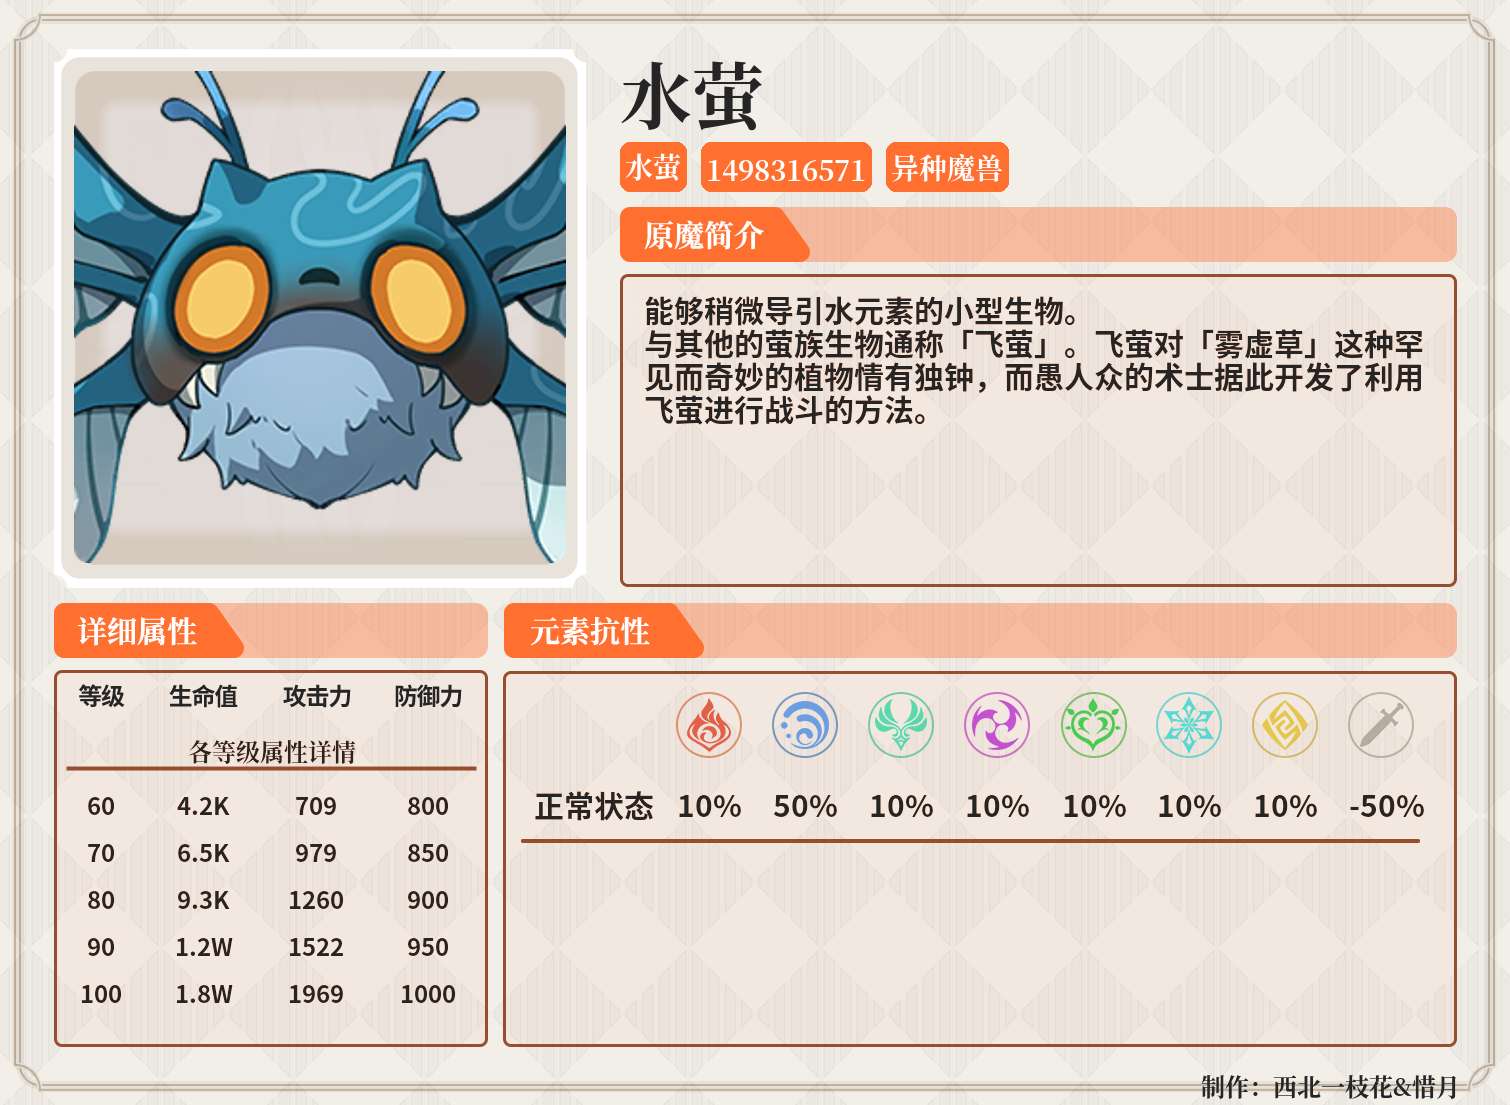 水萤
水萤 1498316571 异种魔兽
原魔简介
能够稍微导引水元素的小型生物。
与其他的萤族生物通称「飞萤」。飞萤对「雾虚草」这种罕
见而奇妙的植物情有独钟，而愚人众的术士据此开发了利用
飞萤进行战斗的方法。
详细属性
等级 生命值 攻击力 防御力
各等级属性详情
60 4.2K 709 800
70 6.5K 979 850
80 9.3K 1260 900
90 1.2W 1522 950
100 1.8W 1969 1000
元素抗性
正常状态 10% 50% 10% 10% 10% 10% 10% -50%
制作：西北一枝花&惜月